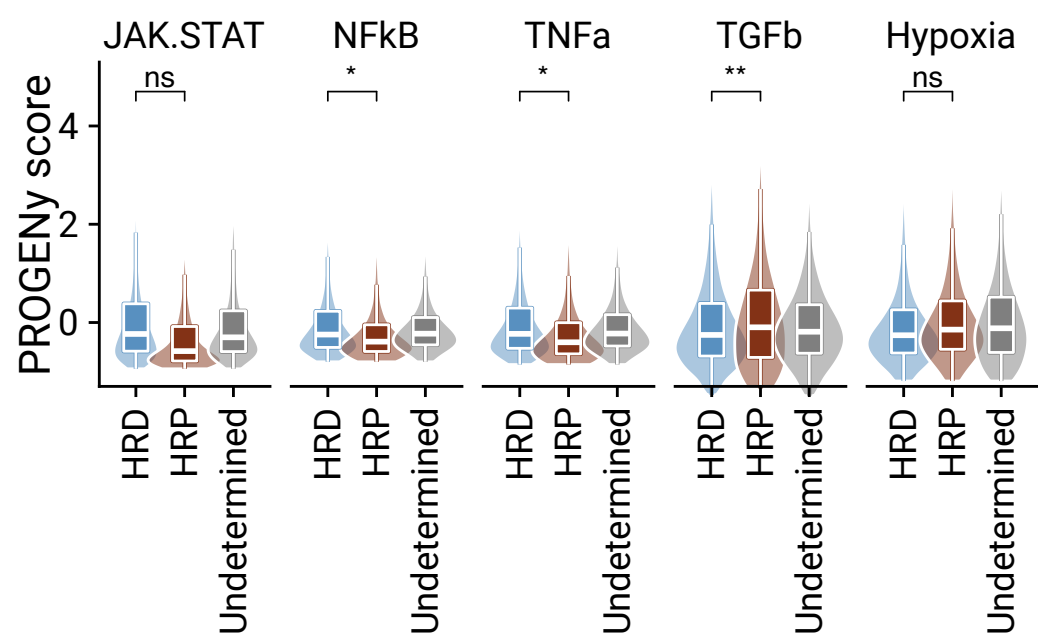 JAK.STAT NFkB TNFa TGFb Hypoxia
ns * * ** ns
PROGENy score
4
2
0
HRD HRP Undetermined HRD HRP Undetermined HRD HRP Undetermined HRD HRP Undetermined HRD HRP Undetermined